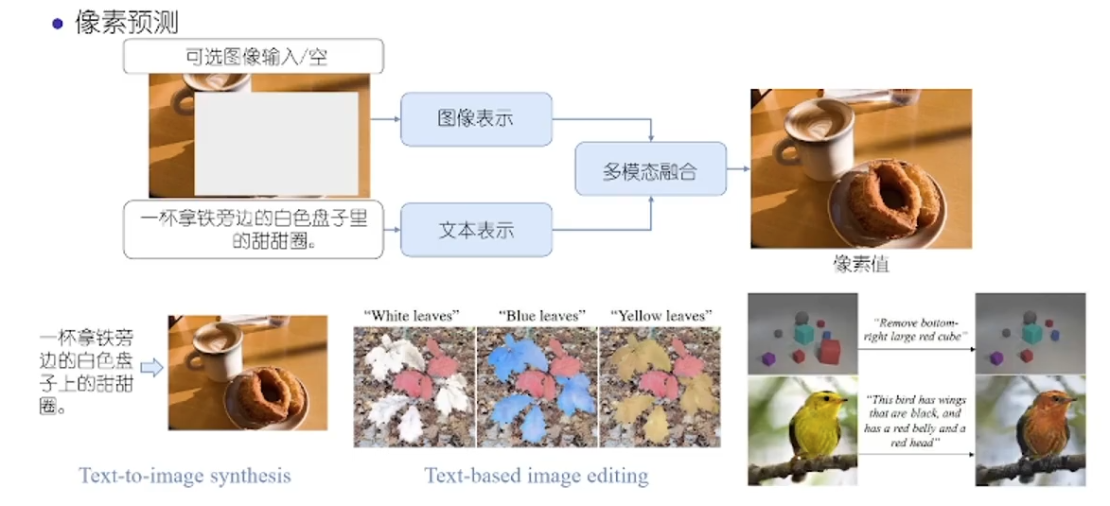 像素预测
可选图像输入/空
图像表示
多模态融合
一杯拿铁旁边的白色盘子里
的甜甜圈。
文本表示
像素值
一杯拿铁旁
边的白色盘
子上的甜甜
圈。
Text-to-image synthesis
“White leaves”
“Blue leaves”
“Yellow leaves”
Text-based image editing
“Remove bottom-
right large red cube”
“This bird has wings
that are black, and
has a red belly and a
red head”